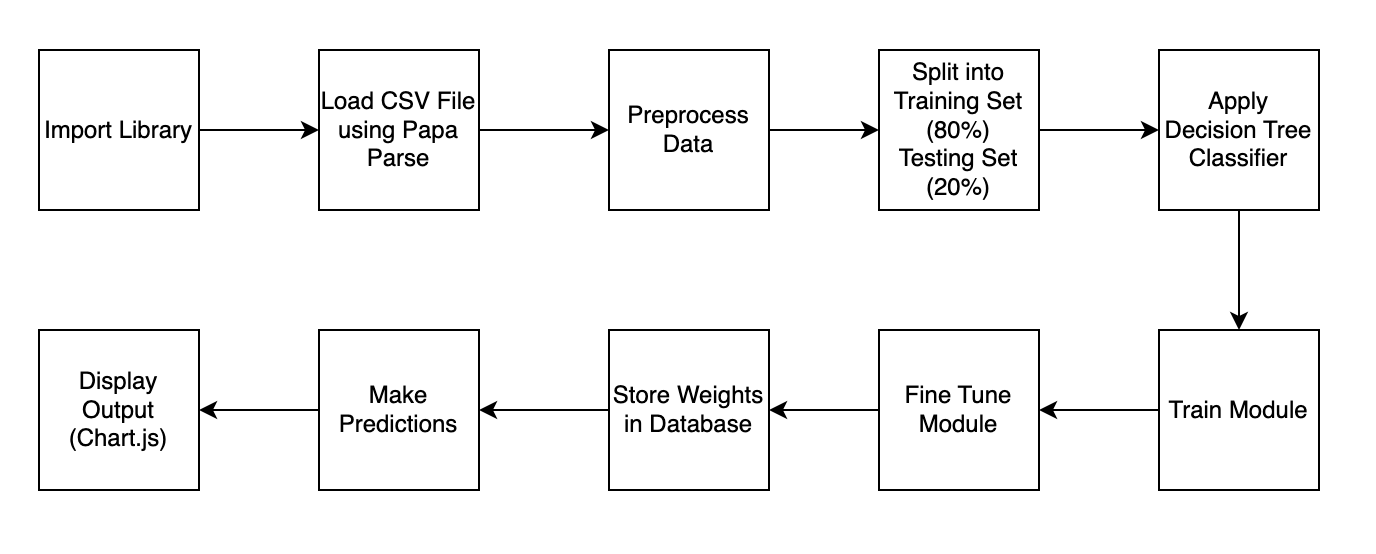 Import Library
Load CSV File
using Papa
Parse
Preprocess
Data
Split into
Training Set
(80%)
Testing Set
(20%)
Apply
Decision Tree
Classifier
Train Module
Fine Tune
Module
Store Weights
in Database
Make
Predictions
Display
Output
(Chart.js)